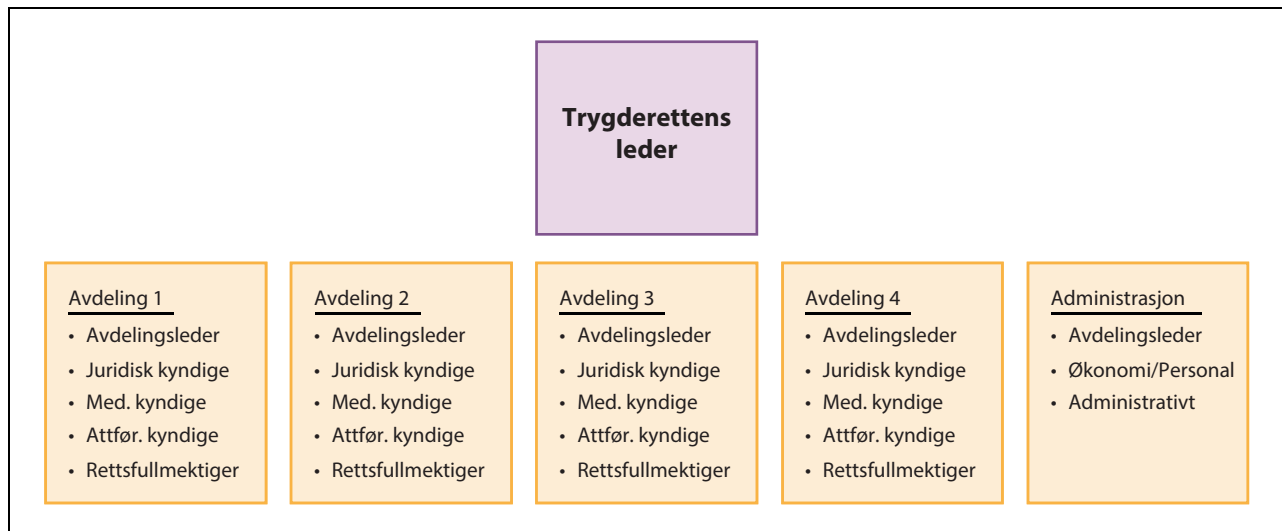 Trygderettens
leder
Avdeling 1
• Avdelingsleder
• Juridisk kyndige
• Med. kyndige
• Attfør. kyndige
• Rettsfullmektiger
Avdeling 2
• Avdelingsleder
• Juridisk kyndige
• Med. kyndige
• Attfør. kyndige
• Rettsfullmektiger
Avdeling 3
• Avdelingsleder
• Juridisk kyndige
• Med. kyndige
• Attfør. kyndige
• Rettsfullmektiger
Avdeling 4
• Avdelingsleder
• Juridisk kyndige
• Med. kyndige
• Attfør. kyndige
• Rettsfullmektiger
Administrasjon
• Avdelingsleder
• Økonomi/Personal
• Administrativt